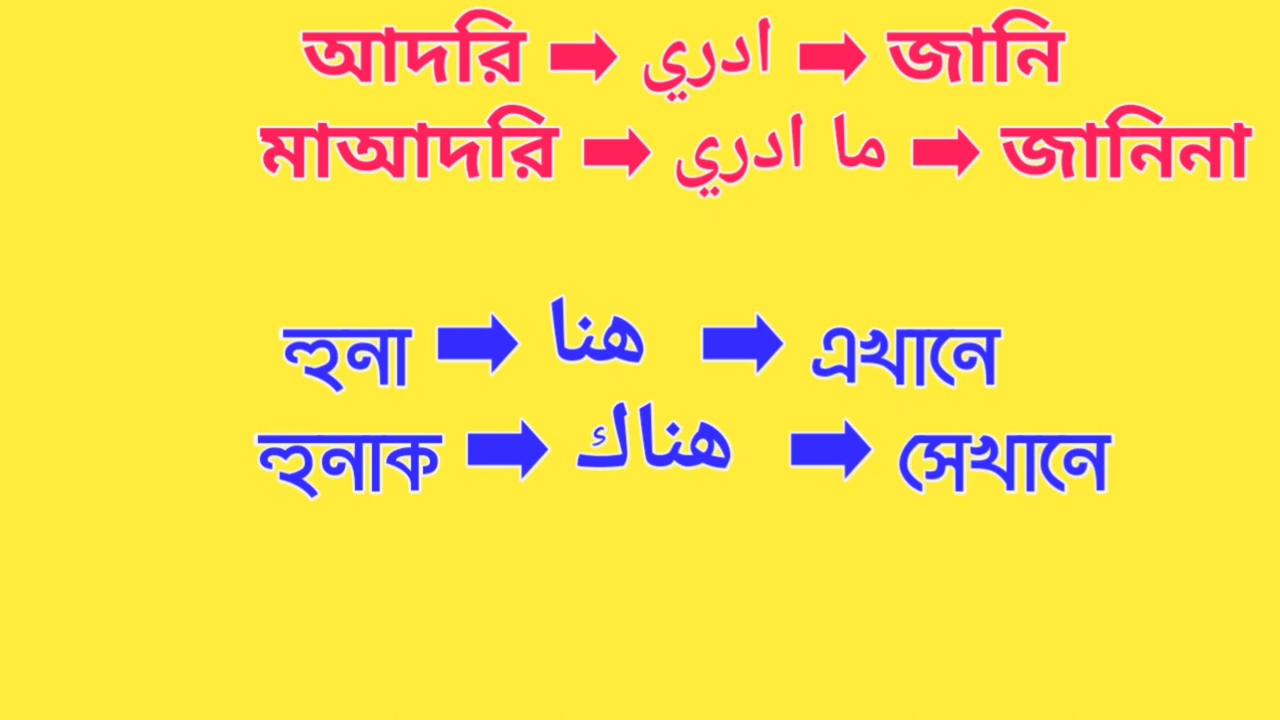 আদরি ➡ ادري ➡ জানি
মাআদরি ➡ ما ادري ➡ জানিনা
হুনা ➡ هنا ➡ এখানে
হুনাক ➡ هناك ➡ সেখানে